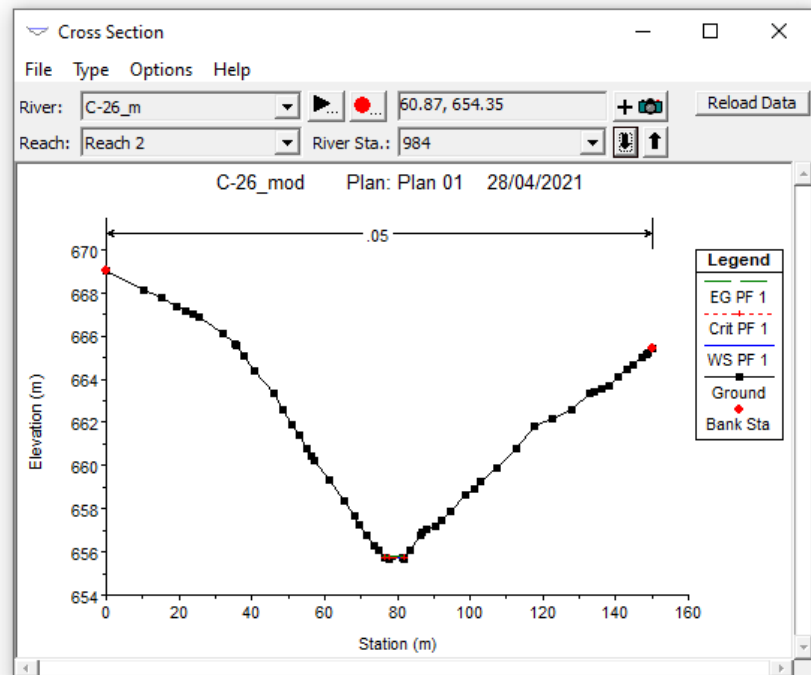 Cross Section
File Type Options Help
River: C-26_m ... ... 60.87, 654.35 + Reload Data
Reach: Reach 2 River Sta.: 984
C-26_mod Plan: Plan 01 28/04/2021
.05
670
668
666
664
662
660
658
656
654
0 20 40 60 80 100 120 140 160
Elevation (m)
Station (m)
Legend
EG PF 1
Crit PF 1
WS PF 1
Ground
Bank Sta